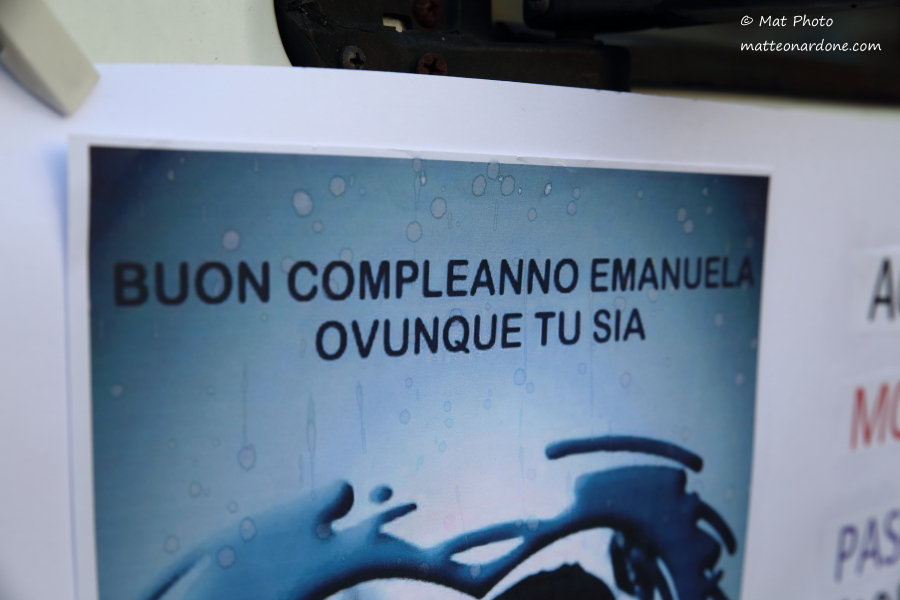 © Mat Photo
matteonardone.com
BUON COMPLEANNO EMANUELA
OVUNQUE TU SIA